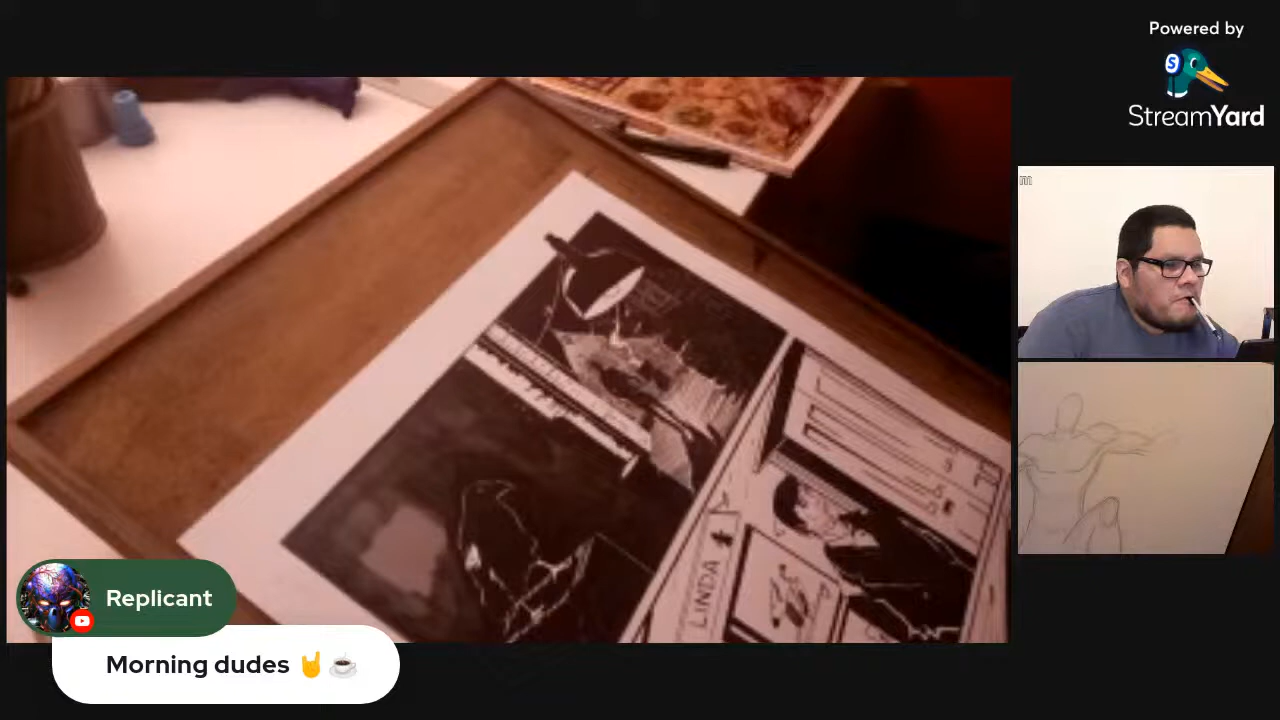 Powered by
StreamYard
m
LINDA
Replicant
Morning dudes 🤘☕